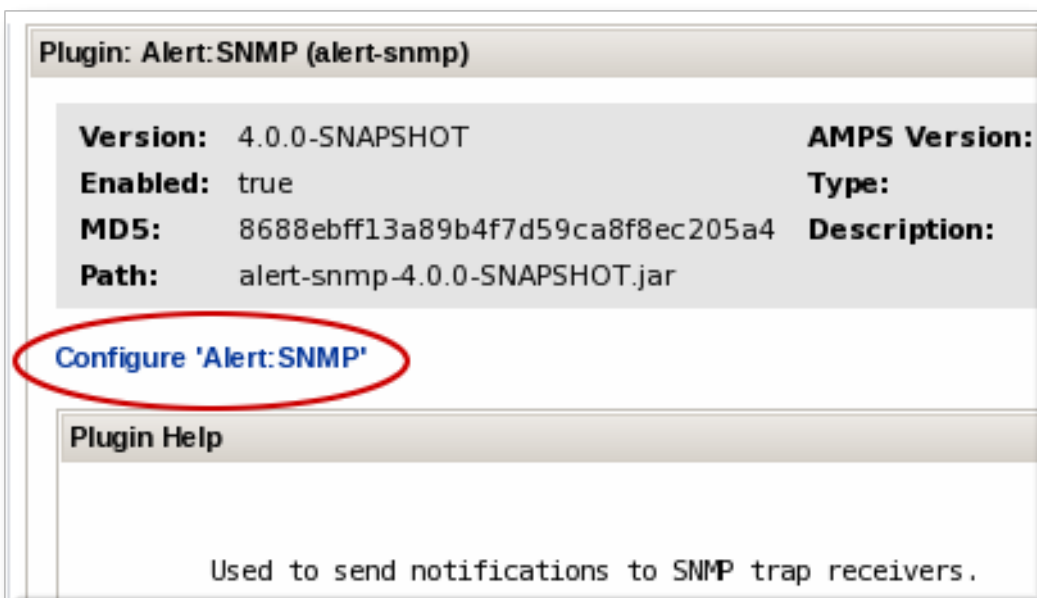 Plugin: Alert:SNMP (alert-snmp)
Version: 4.0.0-SNAPSHOT AMPS Version:
Enabled: true Type:
MD5: 8688ebff13a89b4f7d59ca8f8ec205a4 Description:
Path: alert-snmp-4.0.0-SNAPSHOT.jar
Configure 'Alert:SNMP'
Plugin Help
Used to send notifications to SNMP trap receivers.